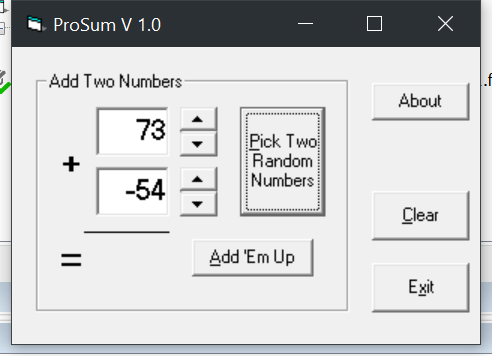 ProSum V 1.0
Add Two Numbers
73
+
-54
=
Pick Two
Random
Numbers
Add 'Em Up
About
Clear
Exit